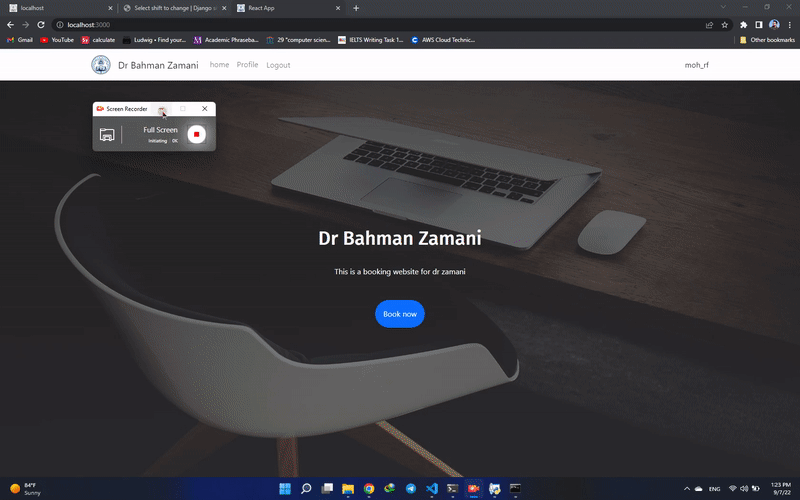 localhost
Select shift to change | Django s
React App
localhost:3000
Gmail
YouTube
calculate
Ludwig • Find your...
Academic Phraseba...
29 "computer scien...
IELTS Writing Task 1...
AWS Cloud Technic...
Other bookmarks
Dr Bahman Zamani
home
Profile
Logout
moh_rf
Screen Recorder
Full Screen
Initiating
Dr Bahman Zamani
This is a booking website for dr zamani
Book now
84°F
Sunny
ENG
1:23 PM
9/7/22